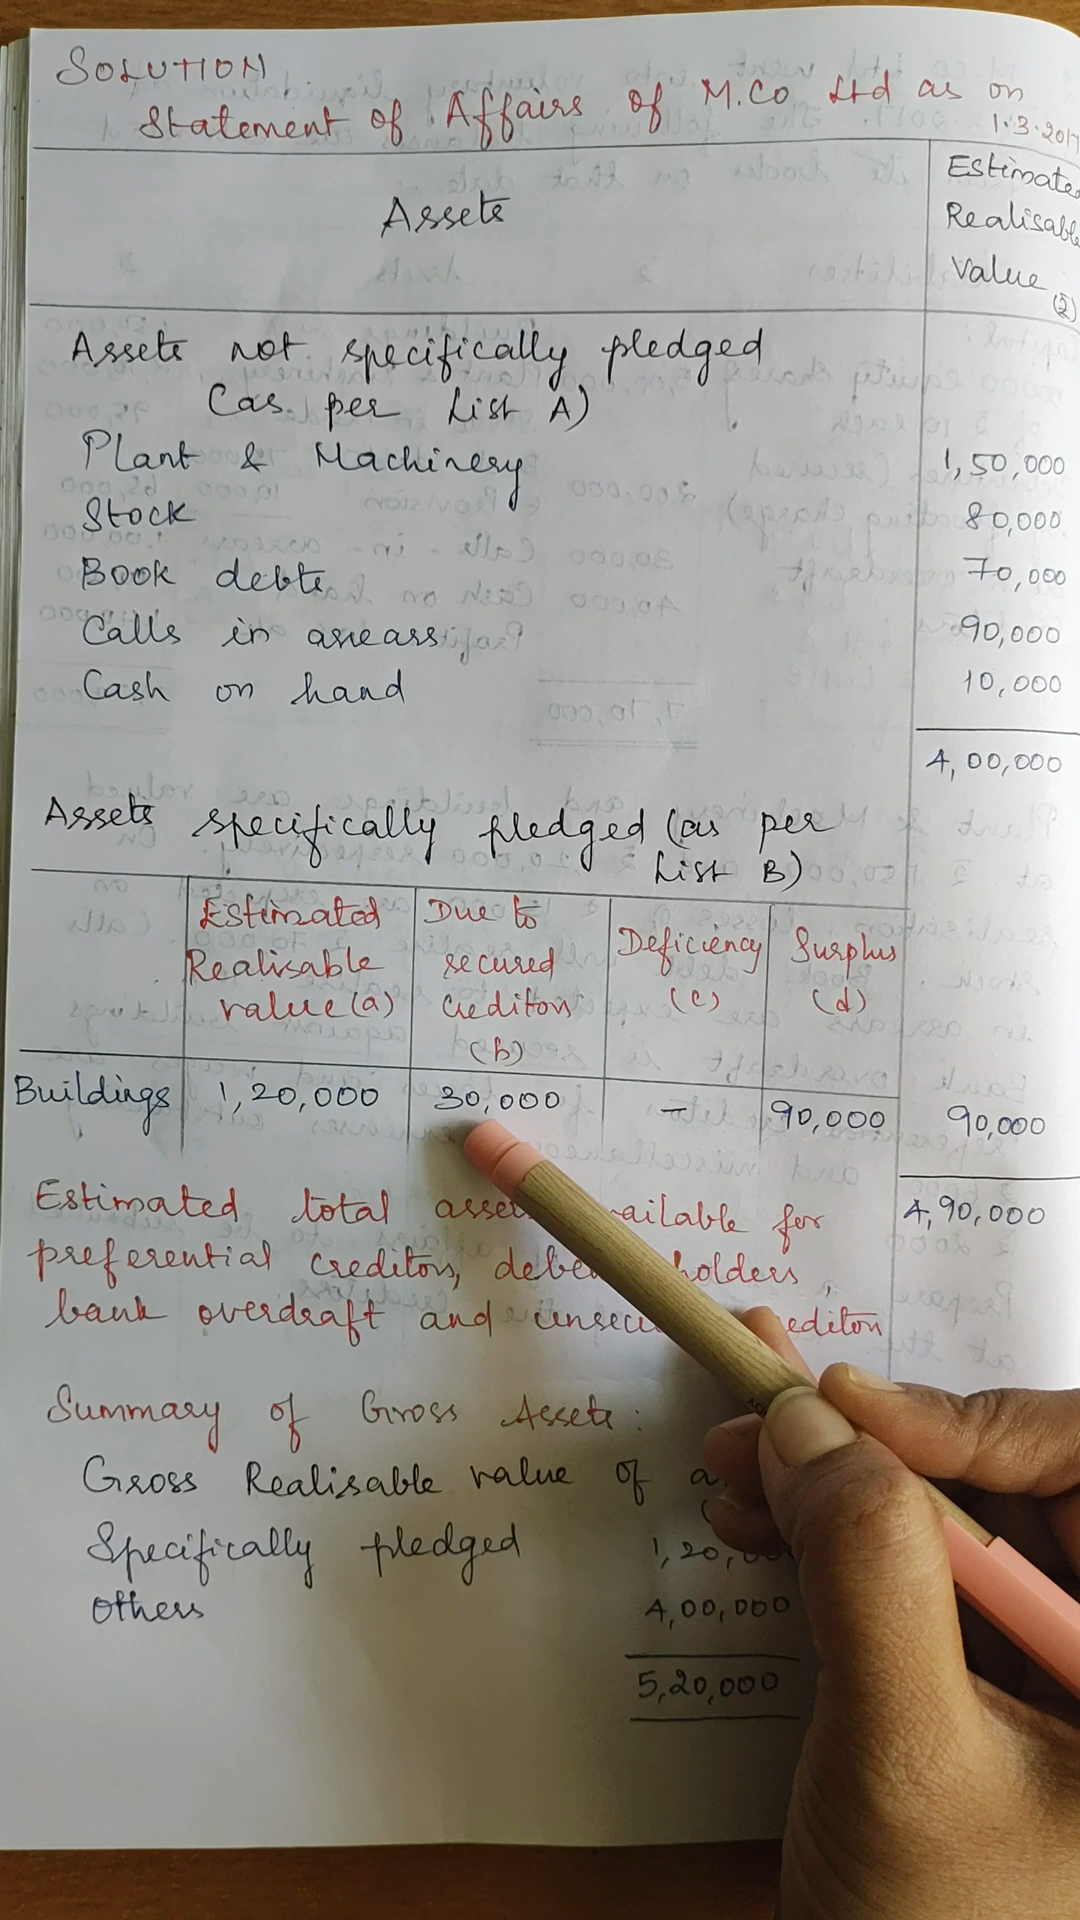 SOLUTION
Statement of Affairs of M.Co Ltd as on
1.3.2017
Assets
Estimated
Realisable
Value
(₹)
Assets not specifically pledged
(as per List A)
Plant & Machinery 1,50,000
Stock 80,000
Book debts 70,000
Calls in arrears 90,000
Cash on hand 10,000
4,00,000
Assets specifically pledged (as per
List B)
Estimated Realisable value (a)
Due to secured creditors (b)
Deficiency (c)
Surplus (d)
Buildings 1,20,000 30,000 - 90,000 90,000
Estimated total available for 4,90,000
preferential creditors, holders,
bank overdraft and
Summary of Gross Assets:
Gross Realisable value of
Specifically pledged 1,20,
Others 4,00,000
5,20,000